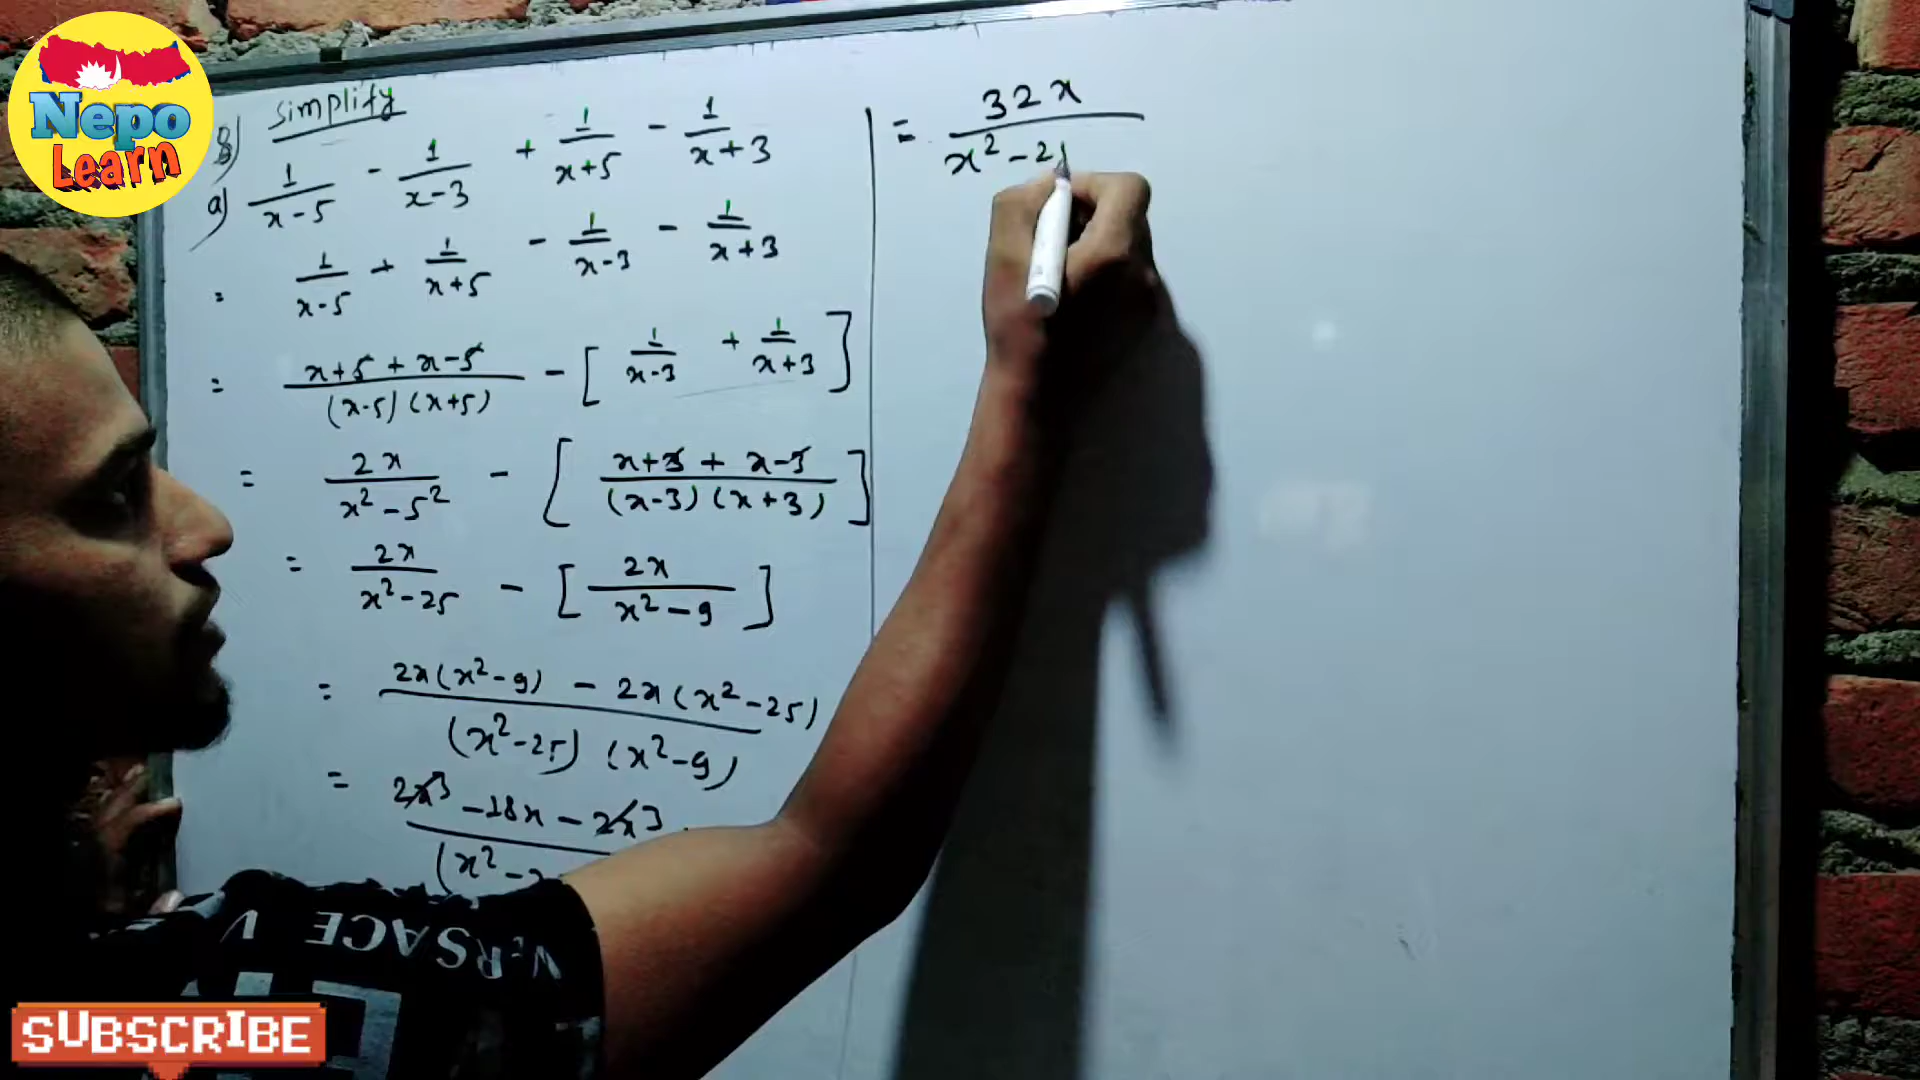 Nepo
Learn
simplify
a) 1/(x-5) - 1/(x-3) + 1/(x+5) - 1/(x+3)
= 1/(x-5) + 1/(x+5) - 1/(x-3) - 1/(x+3)
= (x+5 + x-5)/((x-5)(x+5)) - [1/(x-3) + 1/(x+3)]
= 2x/(x²-5²) - [(x+3 + x-3)/((x-3)(x+3))]
= 2x/(x²-25) - [2x/(x²-9)]
= (2x(x²-9) - 2x(x²-25))/((x²-25)(x²-9))
= 2x³ -18x - 2x³
(x²-2
= 32x
x²-2
VERSACE V
SUBSCRIBE